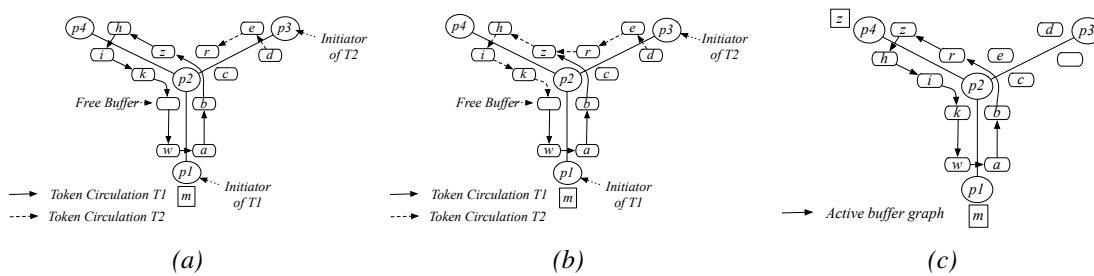 p4
h
e
p3
z
r
Initiator
of T2
i
d
k
p2
c
Free Buffer
b
w
a
p1
Token Circulation T1
m
Initiator
of T1
Token Circulation T2
(a)
p4
h
e
p3
z
r
Initiator
of T2
i
d
k
p2
c
Free Buffer
b
w
a
p1
Token Circulation T1
m
Initiator
of T1
Token Circulation T2
(b)
z
p4
z
d
p3
r
e
h
i
p2
c
k
b
w
a
p1
Active buffer graph
m
(c)